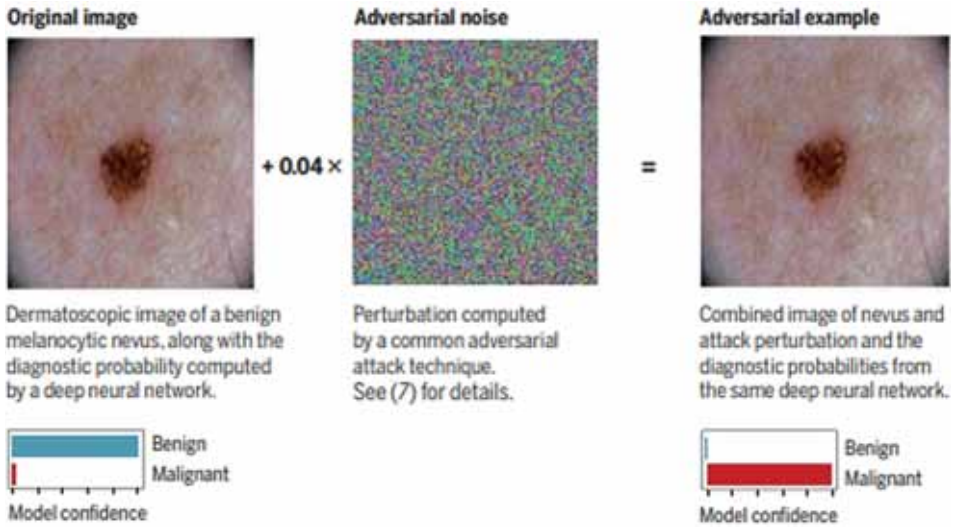 Original image
Adversarial noise
Adversarial example
+ 0.04 ×
=
Dermatoscopic image of a benign
melanocytic nevus, along with the
diagnostic probability computed
by a deep neural network.
Perturbation computed
by a common adversarial
attack technique.
See (7) for details.
Combined image of nevus and
attack perturbation and the
diagnostic probabilities from
the same deep neural network.
Benign
Malignant
Model confidence
Benign
Malignant
Model confidence